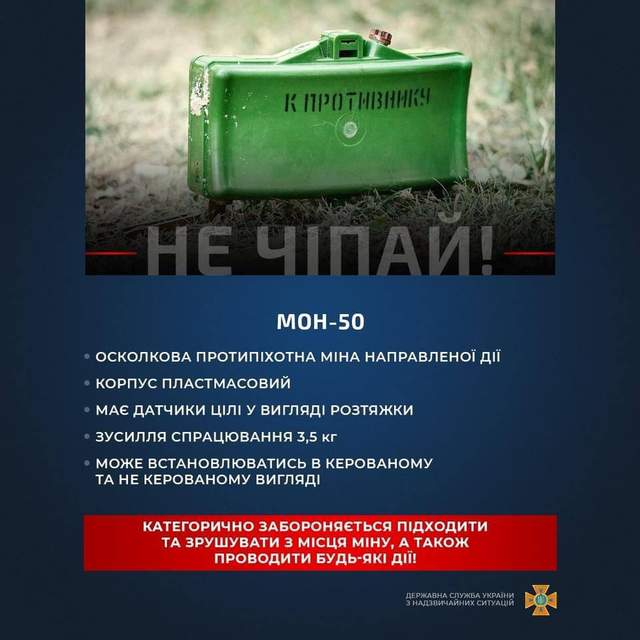 К ПРОТИВНИКУ
НЕ ЧІПАЙ!
МОН-50
• ОСКОЛКОВА ПРОТИПІХОТНА МІНА НАПРАВЛЕНОЇ ДІЇ
• КОРПУС ПЛАСТМАСОВИЙ
• МАЄ ДАТЧИКИ ЦІЛІ У ВИГЛЯДІ РОЗТЯЖКИ
• ЗУСИЛЛЯ СПРАЦЮВАННЯ 3,5 кг
• МОЖЕ ВСТАНОВЛЮВАТИСЬ В КЕРОВАНОМУ
ТА НЕ КЕРОВАНОМУ ВИГЛЯДІ
КАТЕГОРИЧНО ЗАБОРОНЯЄТЬСЯ ПІДХОДИТИ
ТА ЗРУШУВАТИ З МІСЦЯ МІНУ, А ТАКОЖ
ПРОВОДИТИ БУДЬ-ЯКІ ДІЇ!
ДЕРЖАВНА СЛУЖБА УКРАЇНИ
З НАДЗВИЧАЙНИХ СИТУАЦІЙ